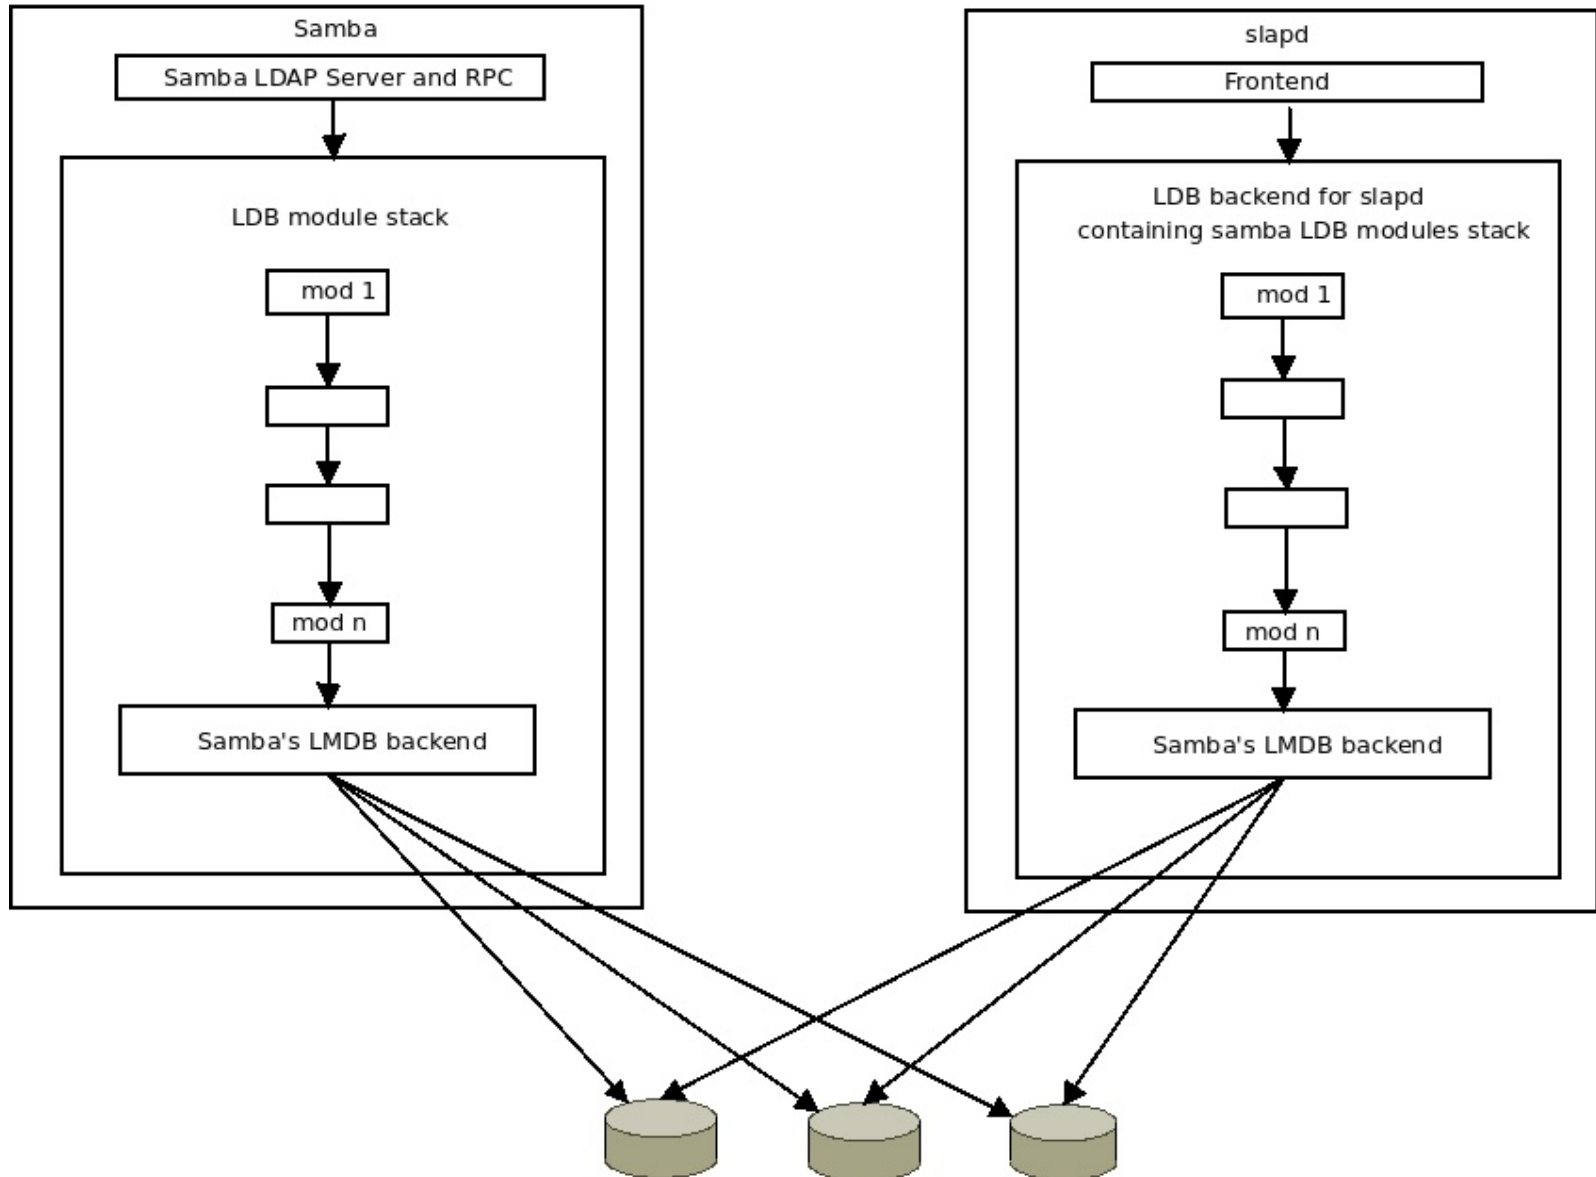 Samba
Samba LDAP Server and RPC
LDB module stack
mod 1
mod n
Samba's LMDB backend
slapd
Frontend
LDB backend for slapd
containing samba LDB modules stack
mod 1
mod n
Samba's LMDB backend